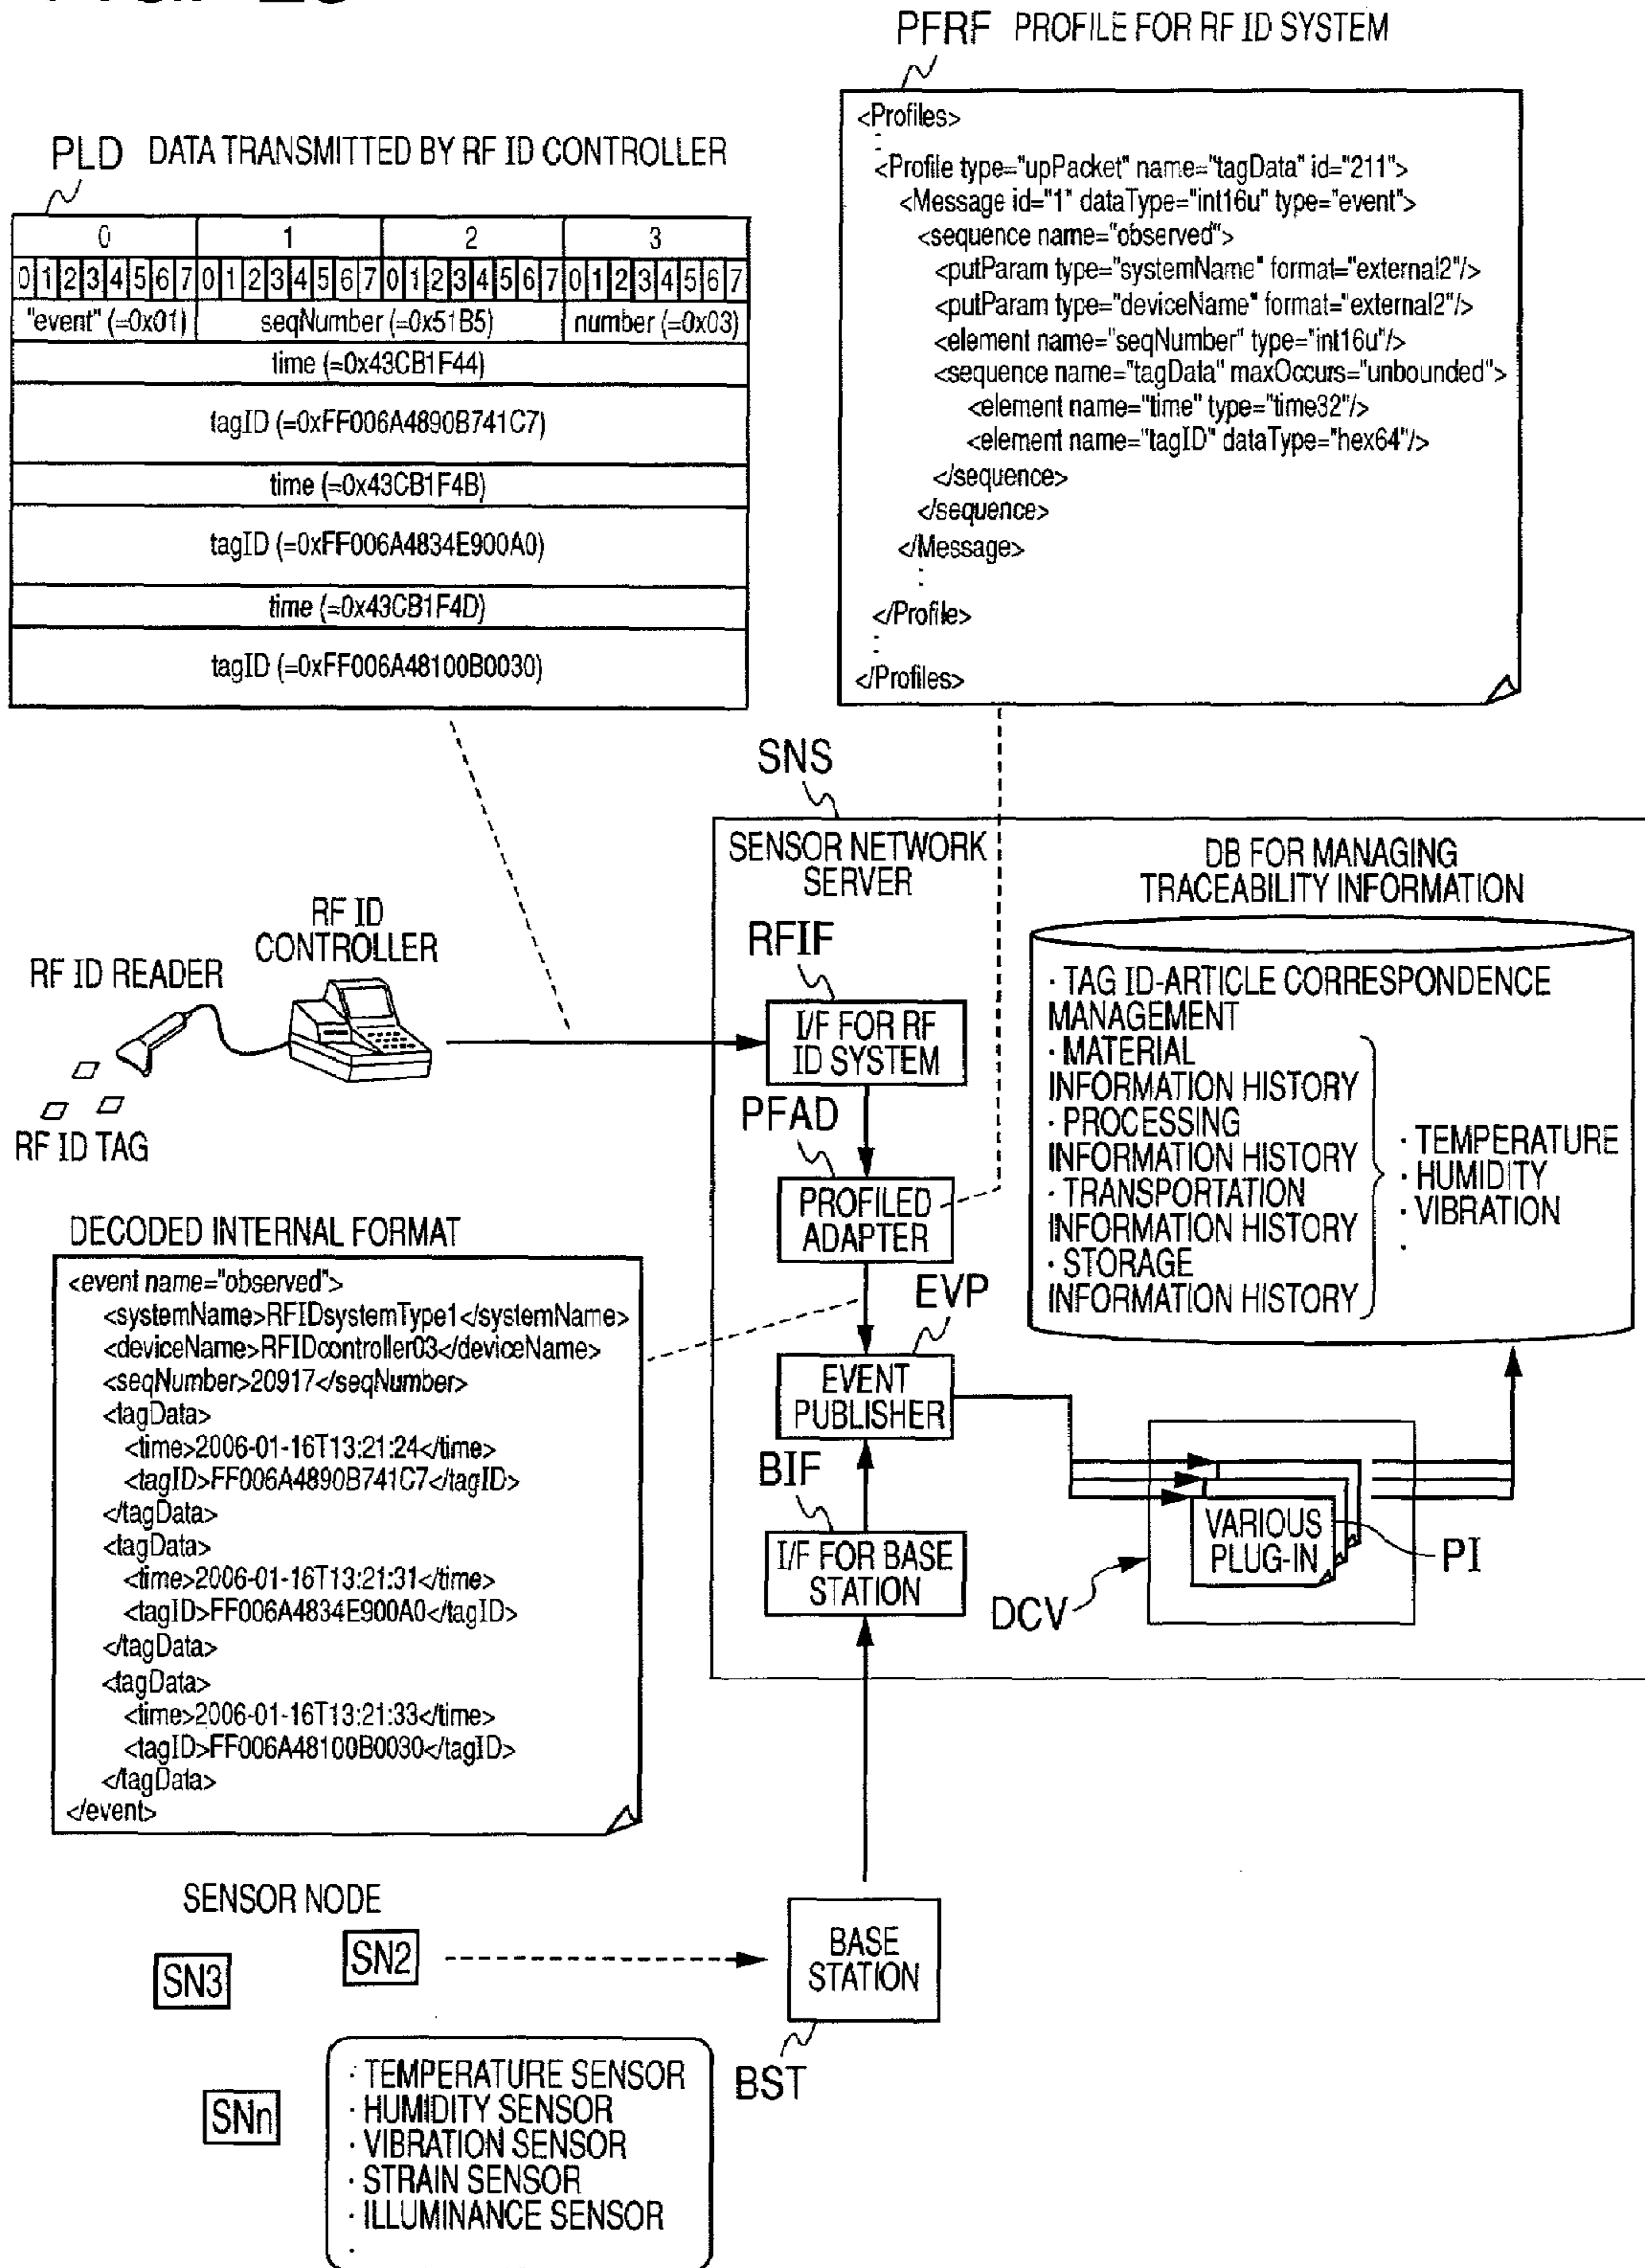 PFRF PROFILE FOR RF ID SYSTEM
<Profiles>
:
<Profile type="upPacket" name="tagData" id="211">
<Message id="1" dataType="int16u" type="event">
<sequence name="observed">
<putParam type="systemName" format="external2"/>
<putParam type="deviceName" format="external2"/>
<element name="seqNumber" type="int16u"/>
<sequence name="tagData" maxOccurs="unbounded">
<element name="time" type="time32"/>
<element name="tagID" dataType="hex64"/>
</sequence>
</sequence>
</Message>
:
</Profile>
:
</Profiles>
PLD DATA TRANSMITTED BY RF ID CONTROLLER
0 1 2 3
0 1 2 3 4 5 6 7 0 1 2 3 4 5 6 7 0 1 2 3 4 5 6 7 0 1 2 3 4 5 6 7
"event" (=0x01) seqNumber (=0x51B5) number (=0x03)
time (=0x43CB1F44)
tagID (=0xFF006A4890B741C7)
time (=0x43CB1F4B)
tagID (=0xFF006A4834E900A0)
time (=0x43CB1F4D)
tagID (=0xFF006A48100B0030)
SNS
SENSOR NETWORK
SERVER
DB FOR MANAGING
TRACEABILITY INFORMATION
· TAG ID-ARTICLE CORRESPONDENCE
MANAGEMENT
· MATERIAL
INFORMATION HISTORY
· PROCESSING
INFORMATION HISTORY
· TRANSPORTATION
INFORMATION HISTORY
· STORAGE
INFORMATION HISTORY
· TEMPERATURE
· HUMIDITY
· VIBRATION
·
RF ID
CONTROLLER
RF ID READER
RF ID TAG
RFIF
I/F FOR RF
ID SYSTEM
PFAD
PROFILED
ADAPTER
EVP
EVENT
PUBLISHER
BIF
I/F FOR BASE
STATION
VARIOUS
PLUG-IN
PI
DCV
DECODED INTERNAL FORMAT
<event name="observed">
<systemName>RFIDsystemType1</systemName>
<deviceName>RFIDcontroller03</deviceName>
<seqNumber>20917</seqNumber>
<tagData>
<time>2006-01-16T13:21:24</time>
<tagID>FF006A4890B741C7</tagID>
</tagData>
<tagData>
<time>2006-01-16T13:21:31</time>
<tagID>FF006A4834E900A0</tagID>
</tagData>
<tagData>
<time>2006-01-16T13:21:33</time>
<tagID>FF006A48100B0030</tagID>
</tagData>
</event>
SENSOR NODE
SN2
SN3
SNn
BASE
STATION
BST
· TEMPERATURE SENSOR
· HUMIDITY SENSOR
· VIBRATION SENSOR
· STRAIN SENSOR
· ILLUMINANCE SENSOR
·